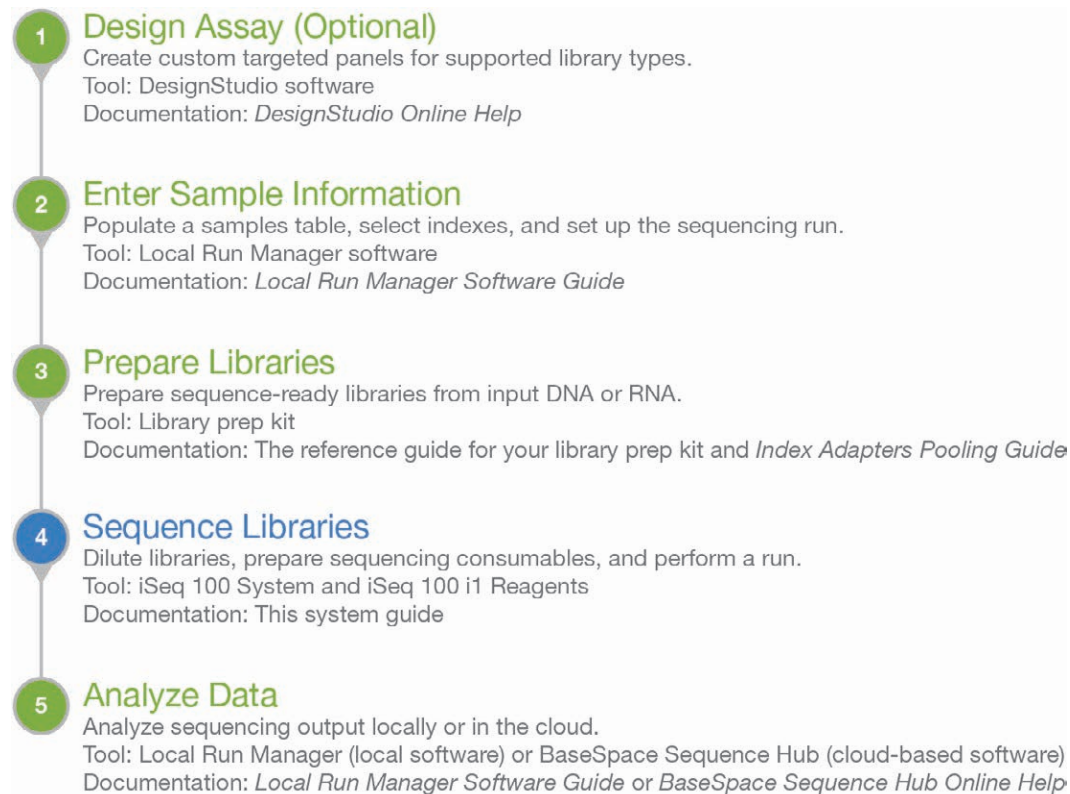 1 Design Assay (Optional)
Create custom targeted panels for supported library types.
Tool: DesignStudio software
Documentation: DesignStudio Online Help
2 Enter Sample Information
Populate a samples table, select indexes, and set up the sequencing run.
Tool: Local Run Manager software
Documentation: Local Run Manager Software Guide
3 Prepare Libraries
Prepare sequence-ready libraries from input DNA or RNA.
Tool: Library prep kit
Documentation: The reference guide for your library prep kit and Index Adapters Pooling Guide
4 Sequence Libraries
Dilute libraries, prepare sequencing consumables, and perform a run.
Tool: iSeq 100 System and iSeq 100 i1 Reagents
Documentation: This system guide
5 Analyze Data
Analyze sequencing output locally or in the cloud.
Tool: Local Run Manager (local software) or BaseSpace Sequence Hub (cloud-based software)
Documentation: Local Run Manager Software Guide or BaseSpace Sequence Hub Online Help